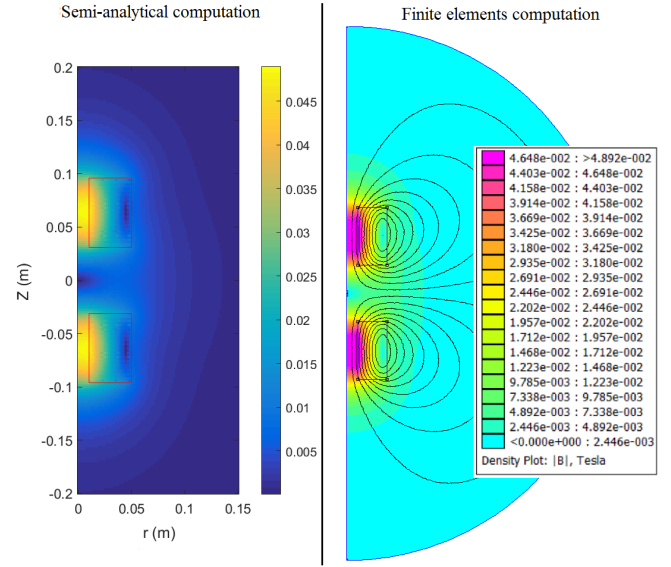 Semi-analytical computation
Finite elements computation
0.2
0.15
0.1
0.05
0
-0.05
-0.1
-0.15
-0.2
Z (m)
0
0.05
0.1
0.15
r (m)
0.045
0.04
0.035
0.03
0.025
0.02
0.015
0.01
0.005
4.648e-002 : >4.892e-002
4.403e-002 : 4.648e-002
4.158e-002 : 4.403e-002
3.914e-002 : 4.158e-002
3.669e-002 : 3.914e-002
3.425e-002 : 3.669e-002
3.180e-002 : 3.425e-002
2.935e-002 : 3.180e-002
2.691e-002 : 2.935e-002
2.446e-002 : 2.691e-002
2.202e-002 : 2.446e-002
1.957e-002 : 2.202e-002
1.712e-002 : 1.957e-002
1.468e-002 : 1.712e-002
1.223e-002 : 1.468e-002
9.785e-003 : 1.223e-002
7.338e-003 : 9.785e-003
4.892e-003 : 7.338e-003
2.446e-003 : 4.892e-003
<0.000e+000 : 2.446e-003
Density Plot: |B|, Tesla